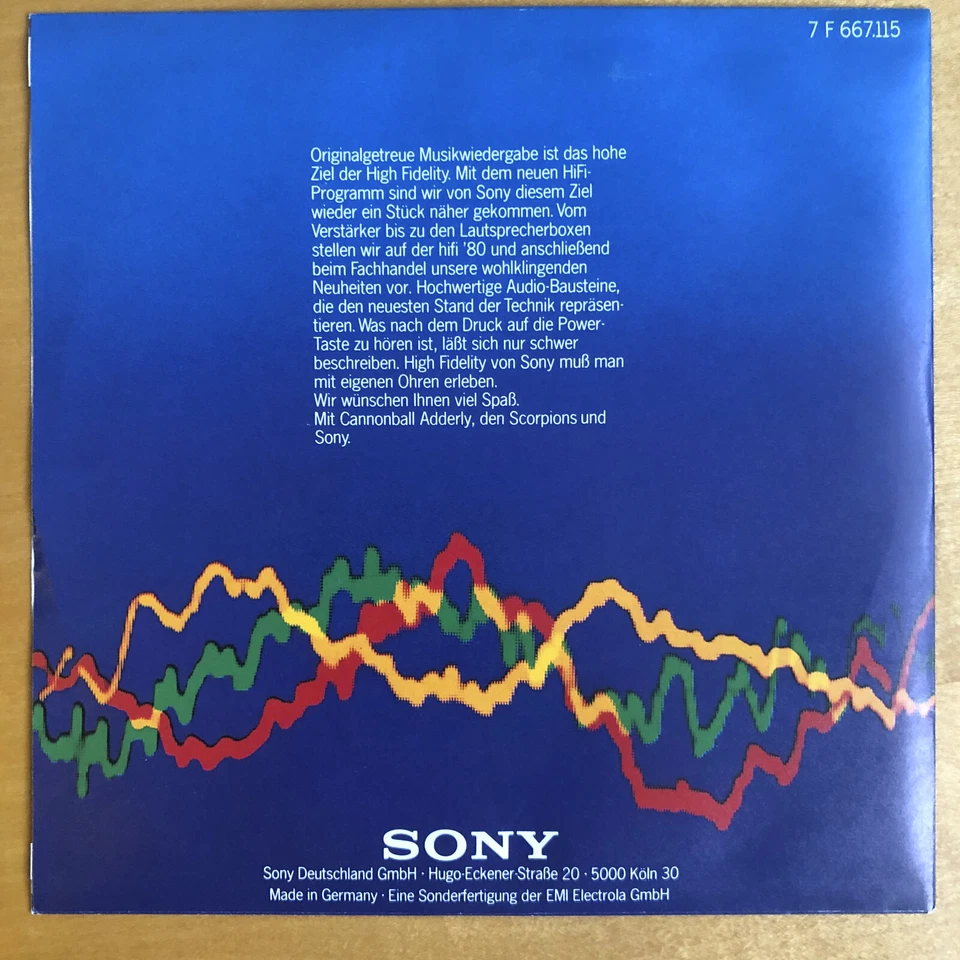 7 F 667.115
Originalgetreue Musikwiedergabe ist das hohe
Ziel der High Fidelity. Mit dem neuen HiFi-
Programm sind wir von Sony diesem Ziel
wieder ein Stück näher gekommen. Vom
Verstärker bis zu den Lautsprecherboxen
stellen wir auf der hifi '80 und anschließend
beim Fachhandel unsere wohlklingenden
Neuheiten vor. Hochwertige Audio-Bausteine,
die den neuesten Stand der Technik repräsen-
tieren. Was nach dem Druck auf die Power-
Taste zu hören ist, läßt sich nur schwer
beschreiben. High Fidelity von Sony muß man
mit eigenen Ohren erleben.
Wir wünschen Ihnen viel Spaß.
Mit Cannonball Adderly, den Scorpions und
Sony.
SONY
Sony Deutschland GmbH · Hugo-Eckener-Straße 20 · 5000 Köln 30
Made in Germany · Eine Sonderfertigung der EMI Electrola GmbH